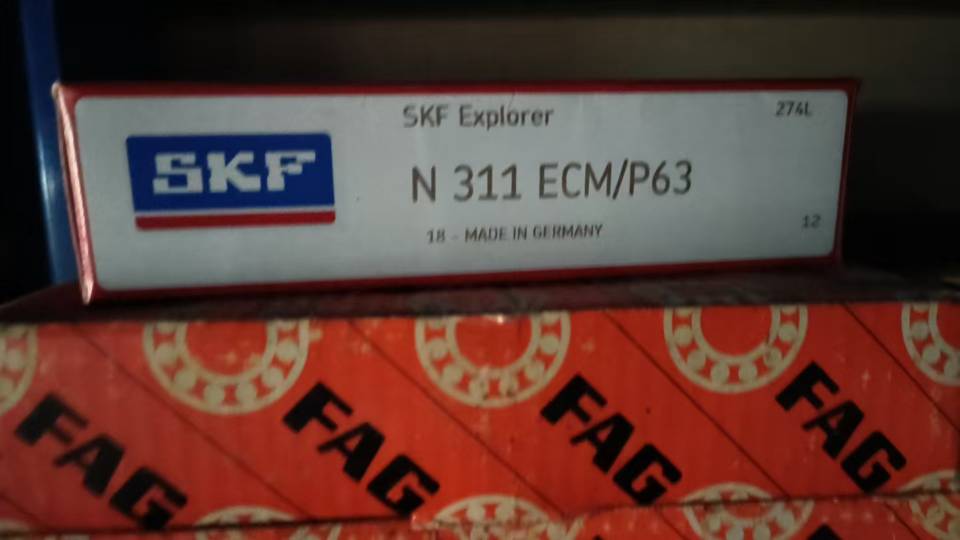 SKF Explorer
274L
SKF
N 311 ECM/P63
18 - MADE IN GERMANY
12
FAG
FAG
FAG
FAG